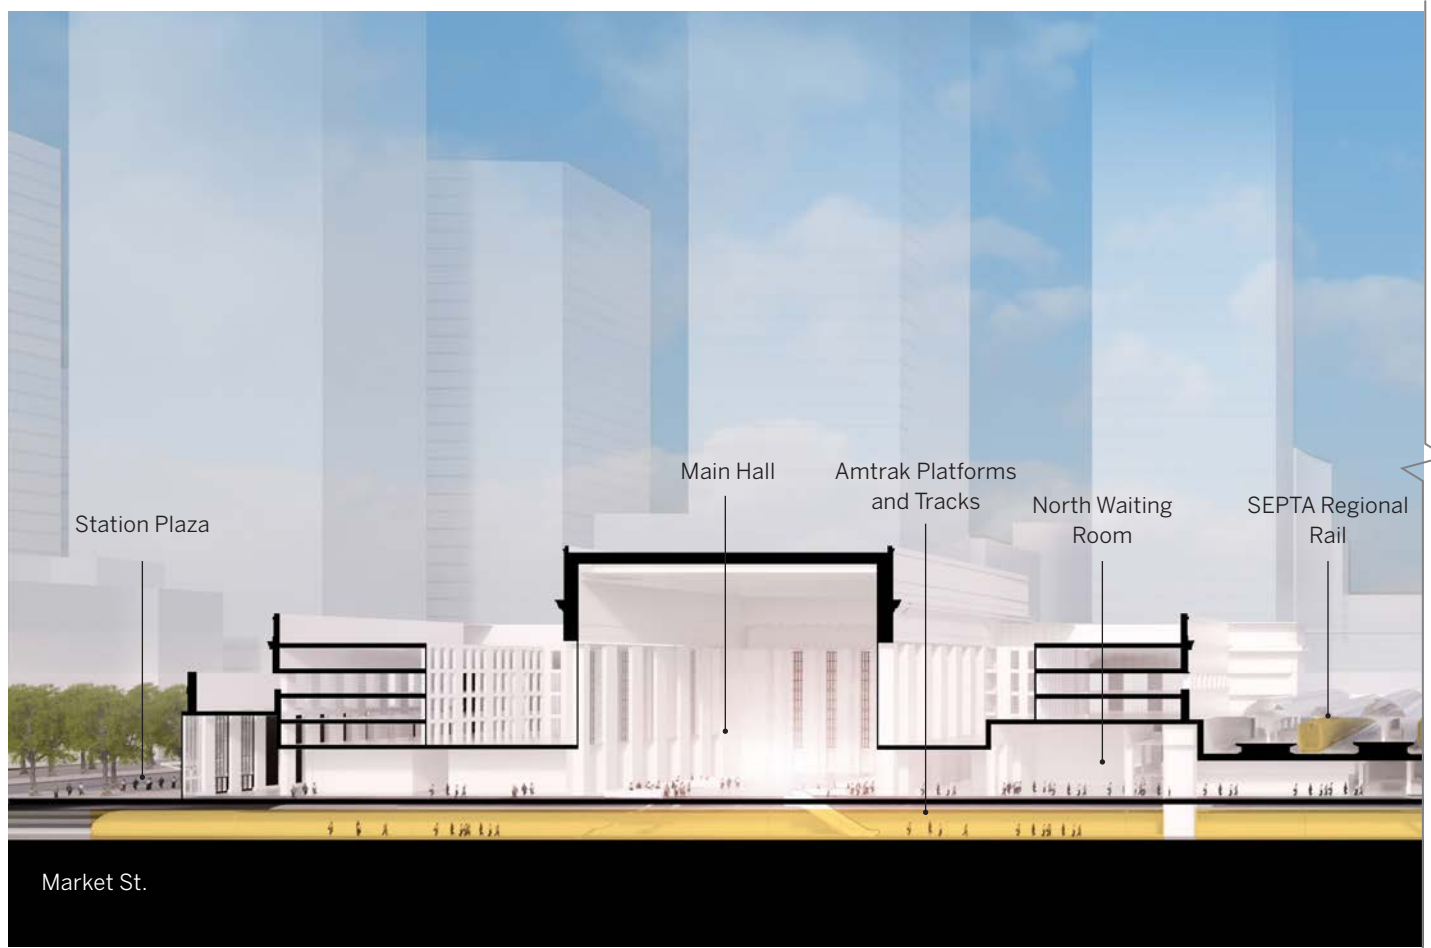 Main Hall
Amtrak Platforms
and Tracks
North Waiting
Room
SEPTA Regional
Rail
Station Plaza
Market St.